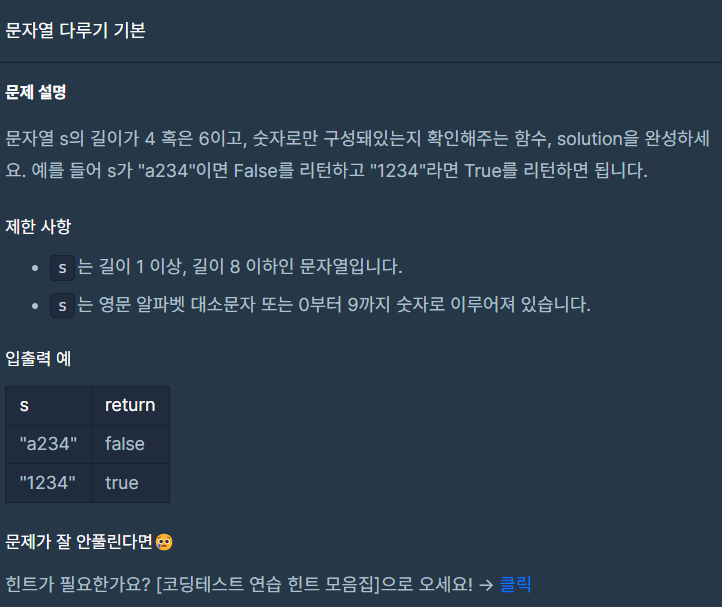 문자열 다루기 기본
문제 설명
문자열 s의 길이가 4 혹은 6이고, 숫자로만 구성돼있는지 확인해주는 함수, solution을 완성하세
요. 예를 들어 s가 "a234"이면 False를 리턴하고 "1234"라면 True를 리턴하면 됩니다.
제한 사항
• s는 길이 1 이상, 길이 8 이하인 문자열입니다.
• s는 영문 알파벳 대소문자 또는 0부터 9까지 숫자로 이루어져 있습니다.
입출력 예
s return
"a234" false
"1234" true
문제가 잘 안풀린다면😢
힌트가 필요한가요? [코딩테스트 연습 힌트 모음집]으로 오세요! → 클릭